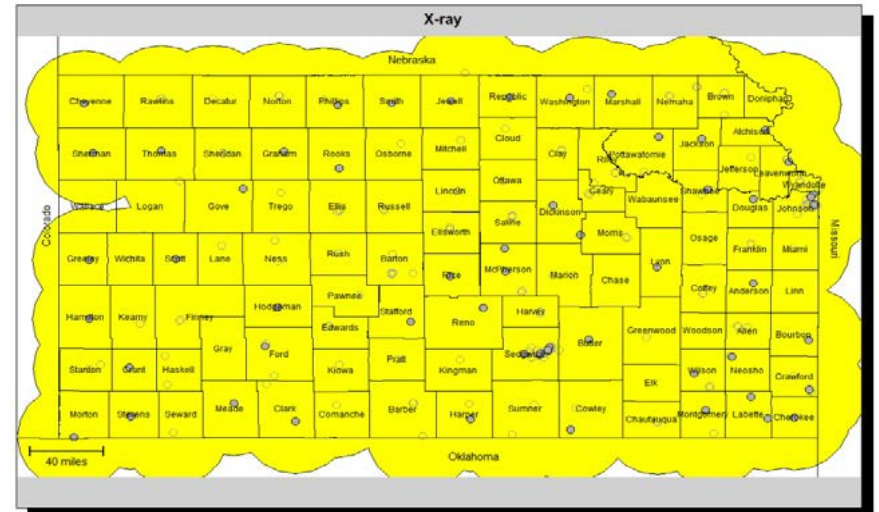 X-ray
Nebraska
Cheyenne Rawlins Decatur Norton Phillips Smith Jewell Republic Washington Marshall Nemaha Brown Doniphan
Sherman Thomas Sheridan Graham Rooks Osborne Mitchell Cloud Clay Riley Pottawatomie Jackson Atchison
Jefferson Leavenworth
Wallace Logan Gove Trego Ellis Russell Lincoln Ottawa Dickinson Geary Wabaunsee Shawnee Douglas Johnson Wyandotte
Colorado
Missouri
Ellsworth Saline Morris Osage
Greeley Wichita Scott Lane Ness Rush Barton Rice McPherson Marion Chase Lyon Franklin Miami
Coffey Anderson Linn
Hamilton Kearny Finney Hodgeman Pawnee Stafford Reno Harvey
Edwards
Gray Ford Sedgwick Butler Greenwood Woodson Allen Bourbon
Stanton Grant Haskell Kiowa Pratt Kingman Elk Wilson Neosho Crawford
Morton Stevens Seward Meade Clark Comanche Barber Harper Sumner Cowley Chautauqua Montgomery Labette Cherokee
40 miles
Oklahoma